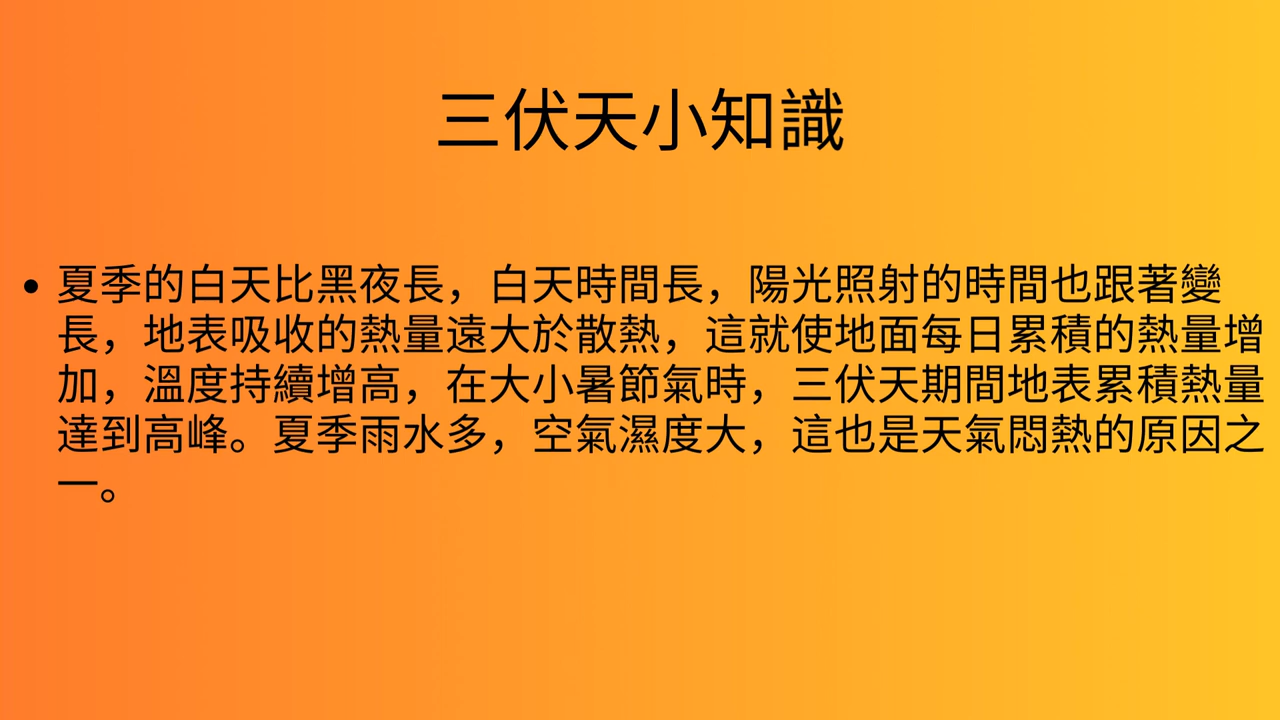 三伏天小知識
• 夏季的白天比黑夜長，白天時間長，陽光照射的時間也跟著變
長，地表吸收的熱量遠大於散熱，這就使地面每日累積的熱量增
加，溫度持續增高，在大小暑節氣時，三伏天期間地表累積熱量
達到高峰。夏季雨水多，空氣濕度大，這也是天氣悶熱的原因之
一。